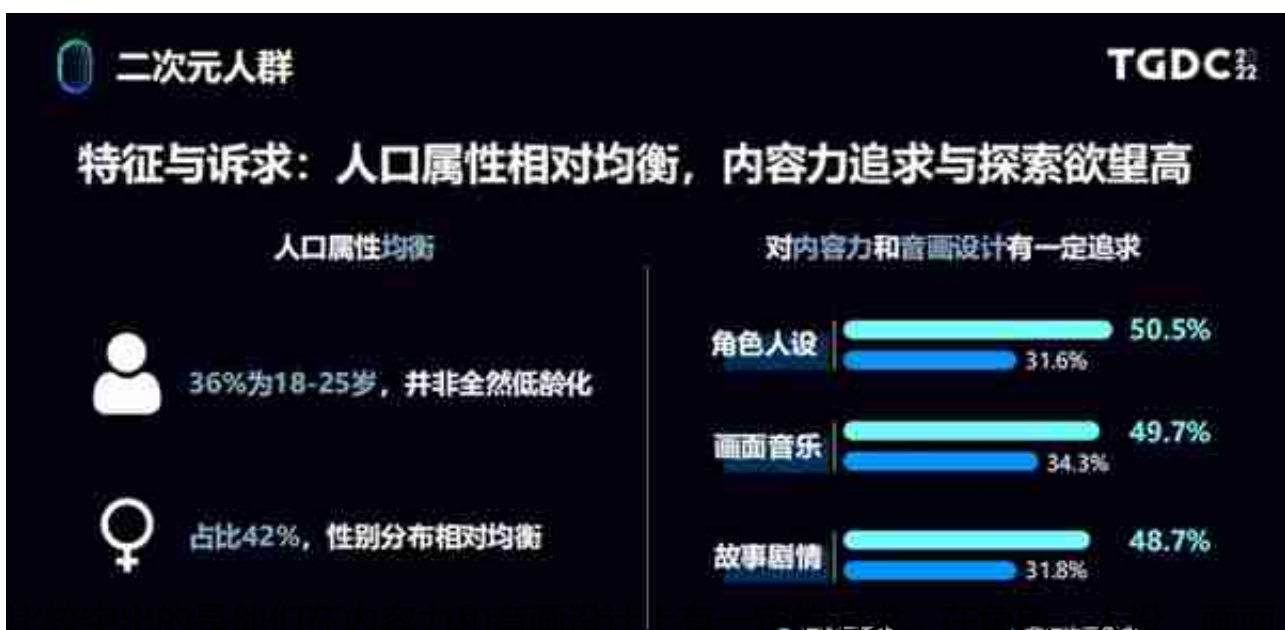 二次元人群
TGDC 2022
特征与诉求：人口属性相对均衡，内容力追求与探索欲望高
人口属性均衡
36%为18-25岁，并非全然低龄化
占比42%，性别分布相对均衡
对内容力和音画设计有一定追求
角色人设
50.5%
31.6%
画面音乐
49.7%
34.3%
故事剧情
48.7%
31.8%